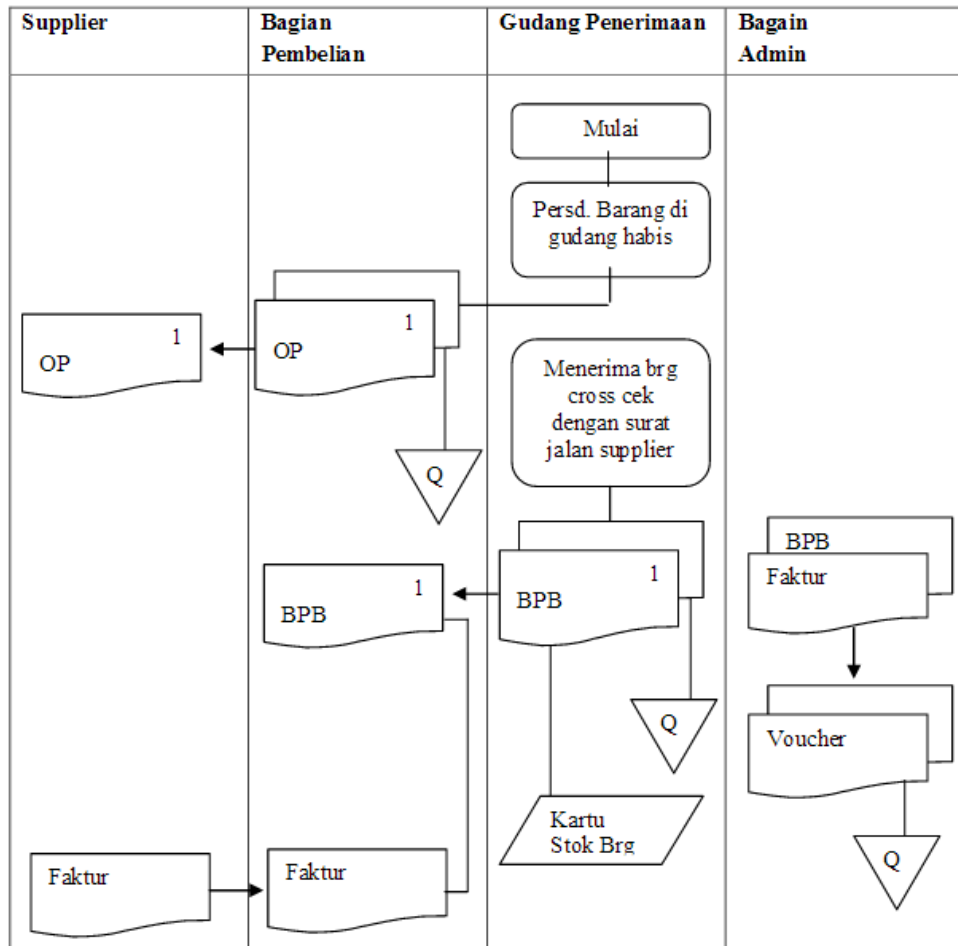 Supplier
Bagian
Pembelian
Gudang Penerimaan
Bagain
Admin
Mulai
Persd. Barang di
gudang habis
1
OP
1
OP
Menerima brg
cross cek
dengan surat
jalan supplier
Q
BPB
Faktur
1
BPB
1
BPB
Q
Voucher
Kartu
Stok Brg
Q
Faktur
Faktur